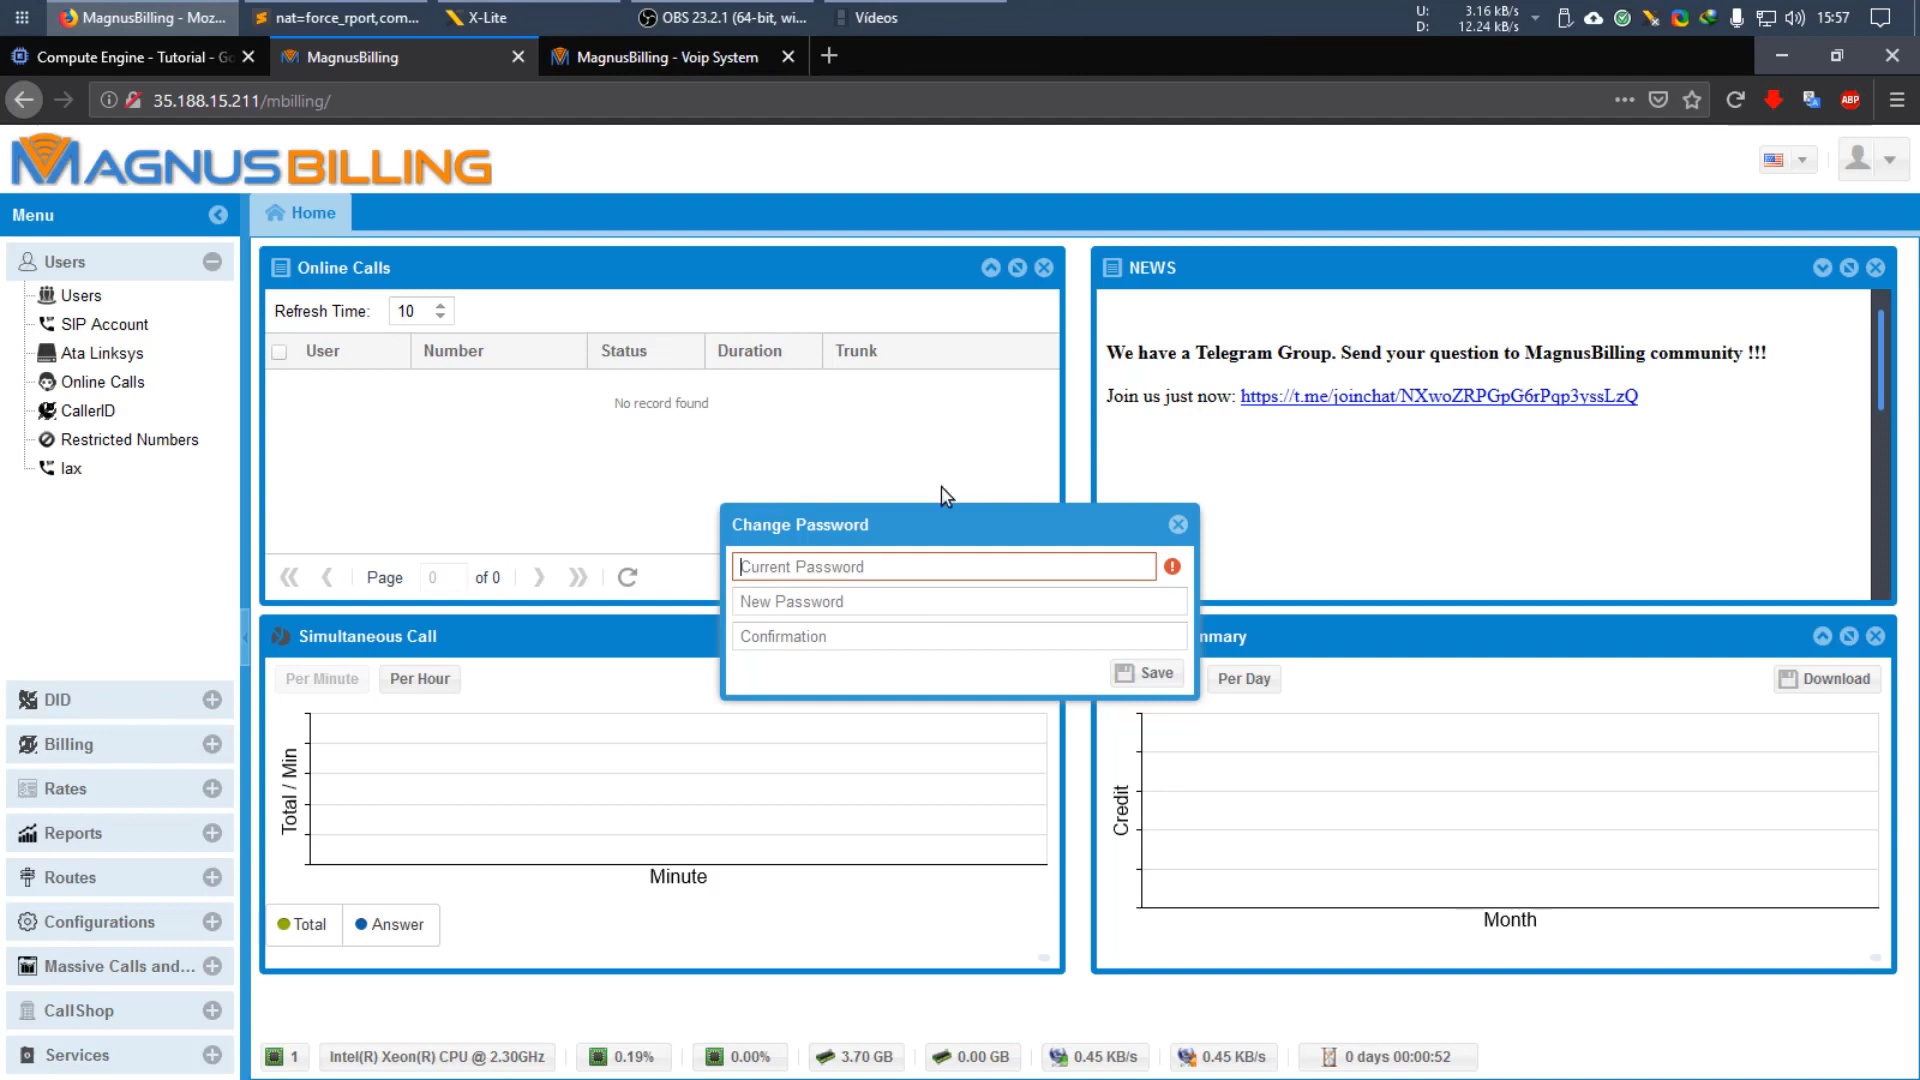 MagnusBilling - Moz...
nat=force_rport,com...
X-Lite
OBS 23.2.1 (64-bit, wi...
Vídeos
U: 3.16 kB/s
D: 12.24 kB/s
15:57
Compute Engine - Tutorial - Go
MagnusBilling
MagnusBilling - Voip System
35.188.15.211/mbilling/
ABP
MAGNUSBILLING
Menu
Home
Users
Users
SIP Account
Ata Linksys
Online Calls
CallerID
Restricted Numbers
Iax
DID
Billing
Rates
Reports
Routes
Configurations
Massive Calls and...
CallShop
Services
Online Calls
Refresh Time: 10
User Number Status Duration Trunk
No record found
Page 0 of 0
NEWS
We have a Telegram Group. Send your question to MagnusBilling community !!!
Join us just now: https://t.me/joinchat/NXwoZRPGpG6rPqp3yssLzQ
Change Password
Current Password
New Password
Confirmation
Save
Simultaneous Call
Per Minute Per Hour
Total / Min
Minute
Total Answer
mmary
Per Day
Download
Credit
Month
1
Intel(R) Xeon(R) CPU @ 2.30GHz
0.19%
0.00%
3.70 GB
0.00 GB
0.45 KB/s
0.45 KB/s
0 days 00:00:52